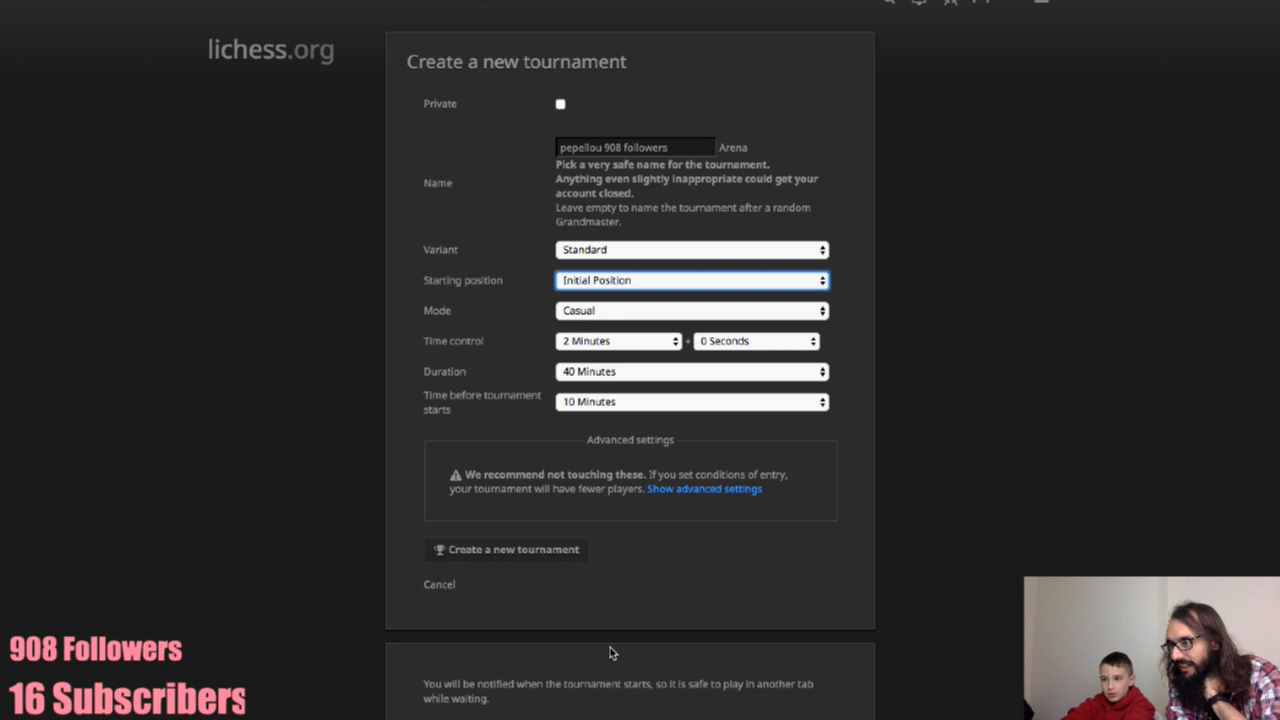 lichess.org
Create a new tournament
Private
pepellou 908 followers Arena
Pick a very safe name for the tournament.
Anything even slightly inappropriate could get your
account closed.
Name
Leave empty to name the tournament after a random
Grandmaster.
Variant Standard
Starting position Initial Position
Mode Casual
Time control 2 Minutes + 0 Seconds
Duration 40 Minutes
Time before tournament
starts
10 Minutes
Advanced settings
We recommend not touching these. If you set conditions of entry,
your tournament will have fewer players. Show advanced settings
Create a new tournament
Cancel
You will be notified when the tournament starts, so it is safe to play in another tab
while waiting.
908 Followers
16 Subscribers